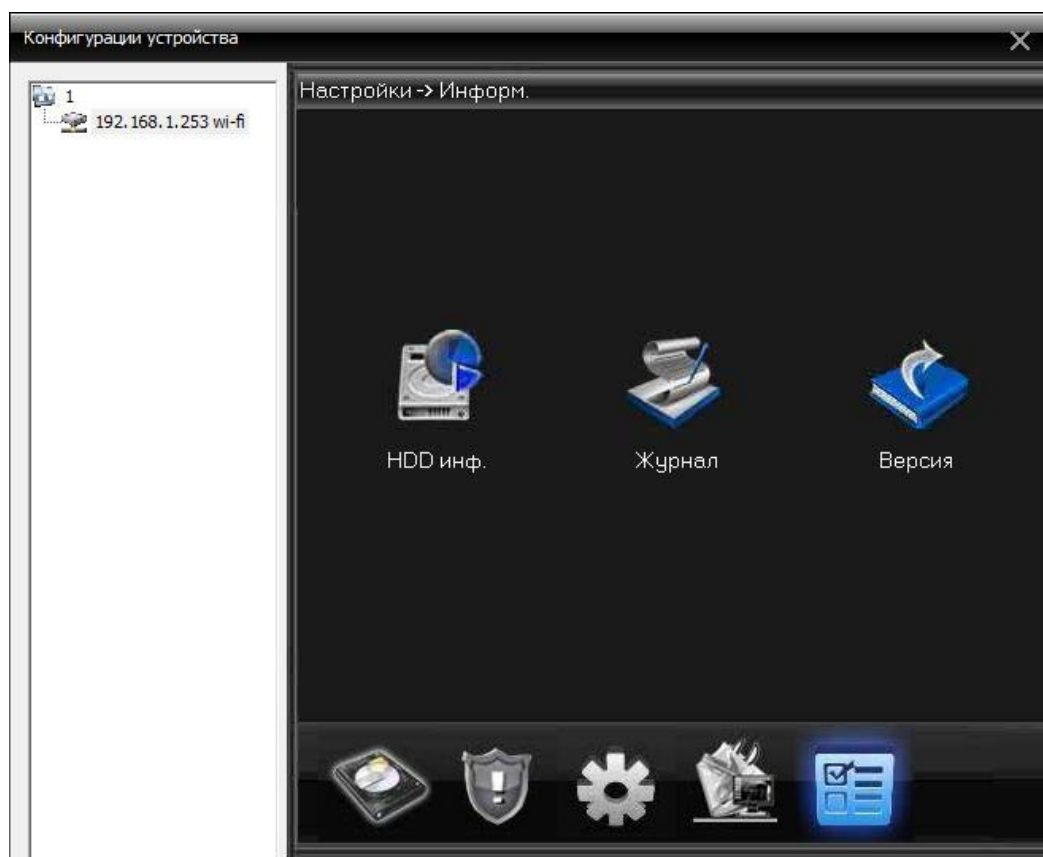 Конфигурации устройства
1
192.168.1.253 wi-fi
Настройки -> Информ.
HDD инф.
Журнал
Версия